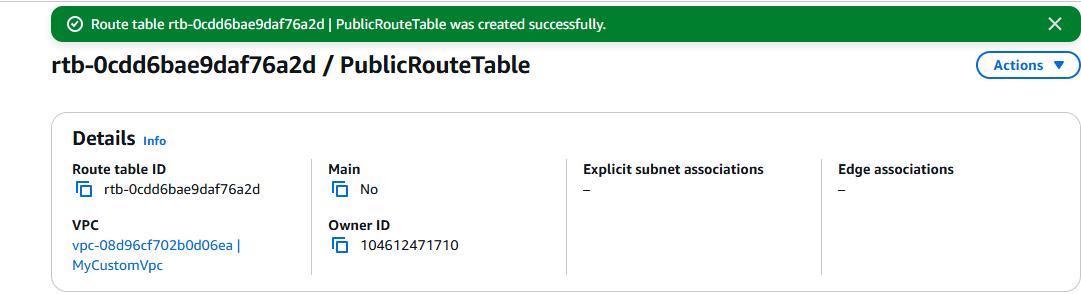 Route table rtb-0cdd6bae9daf76a2d | PublicRouteTable was created successfully.
rtb-0cdd6bae9daf76a2d / PublicRouteTable
Actions
Details Info
Route table ID
rtb-0cdd6bae9daf76a2d
Main
No
Explicit subnet associations
–
Edge associations
–
VPC
vpc-08d96cf702b0d06ea |
MyCustomVpc
Owner ID
104612471710